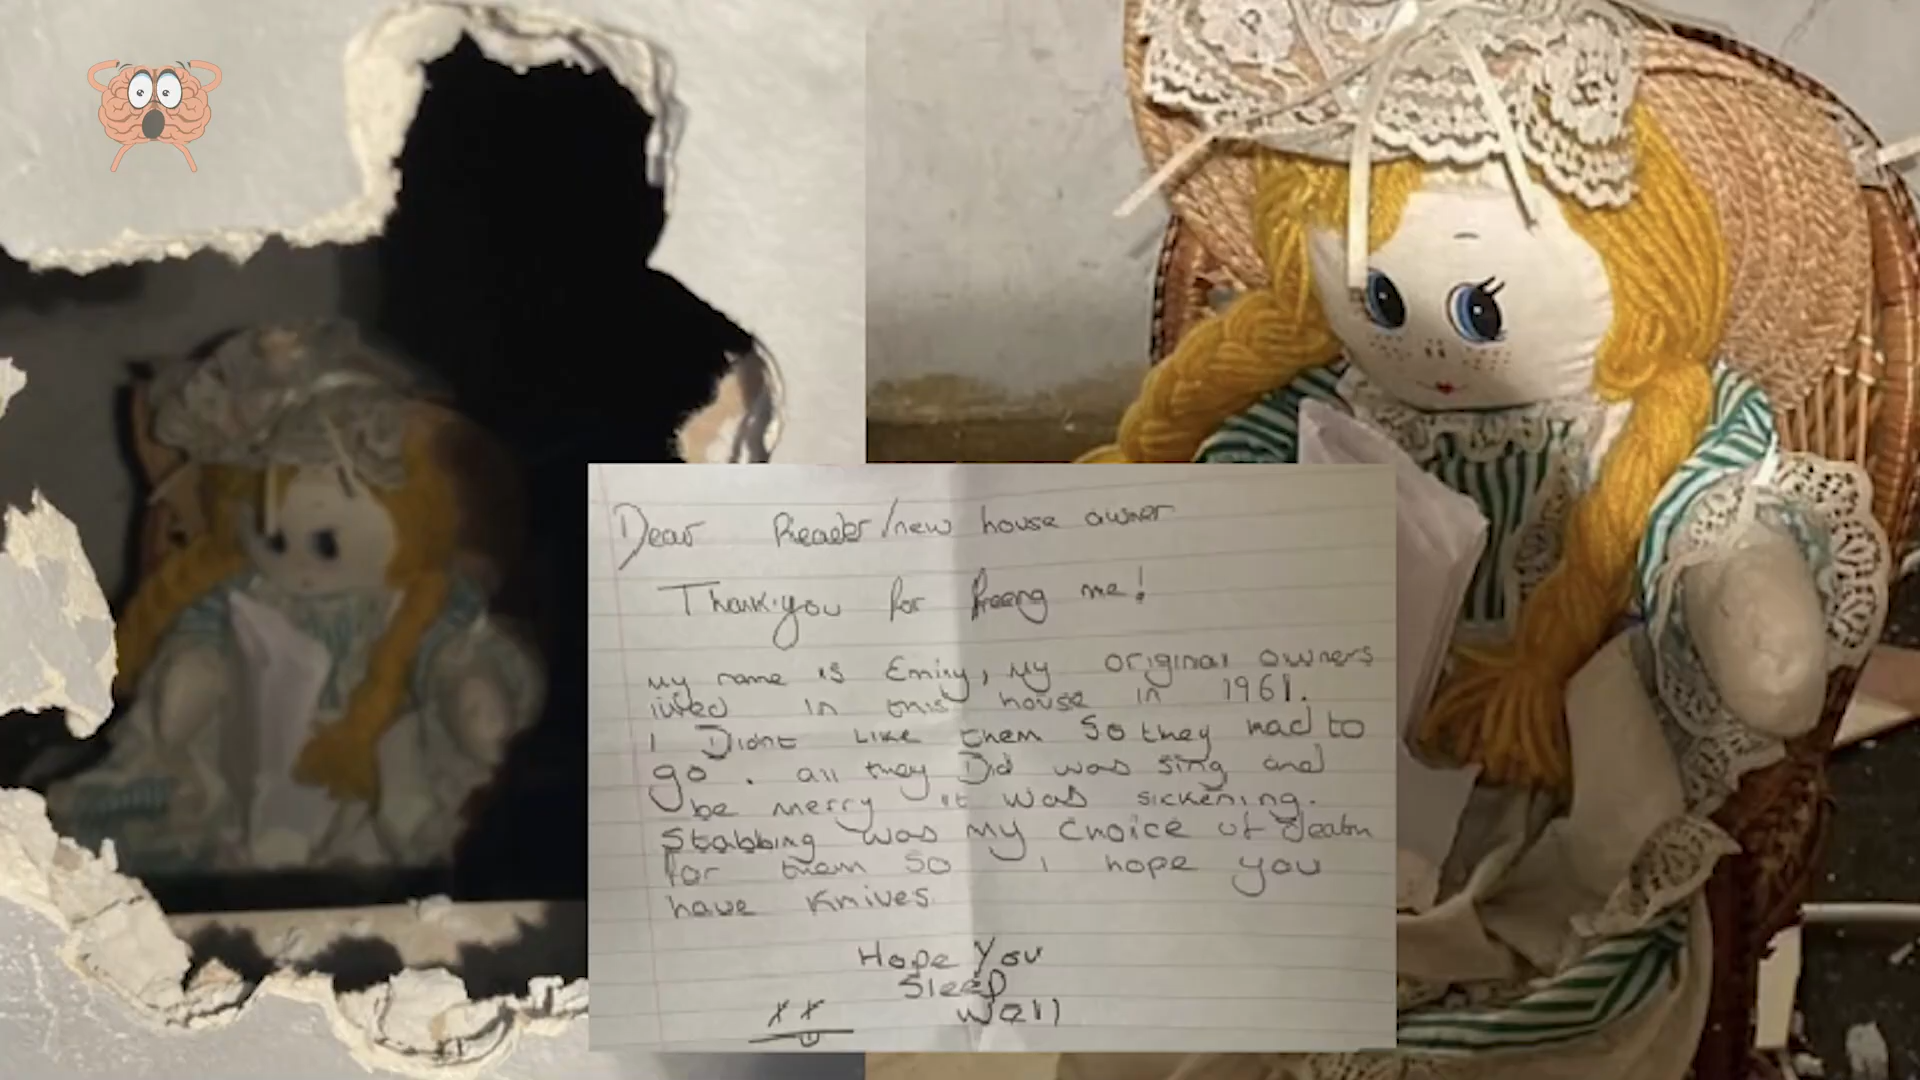 Dear Reader/new house owner
Thank you for freeing me!
my name is Emily, my original owners
lived in this house in 1961.
I Didnt Like them So they had to
go. all they Did was sing and
be merry it was sickening.
Stabbing was my choice of death
for them So I hope you
have Knives.
Hope You
Sleep
Well